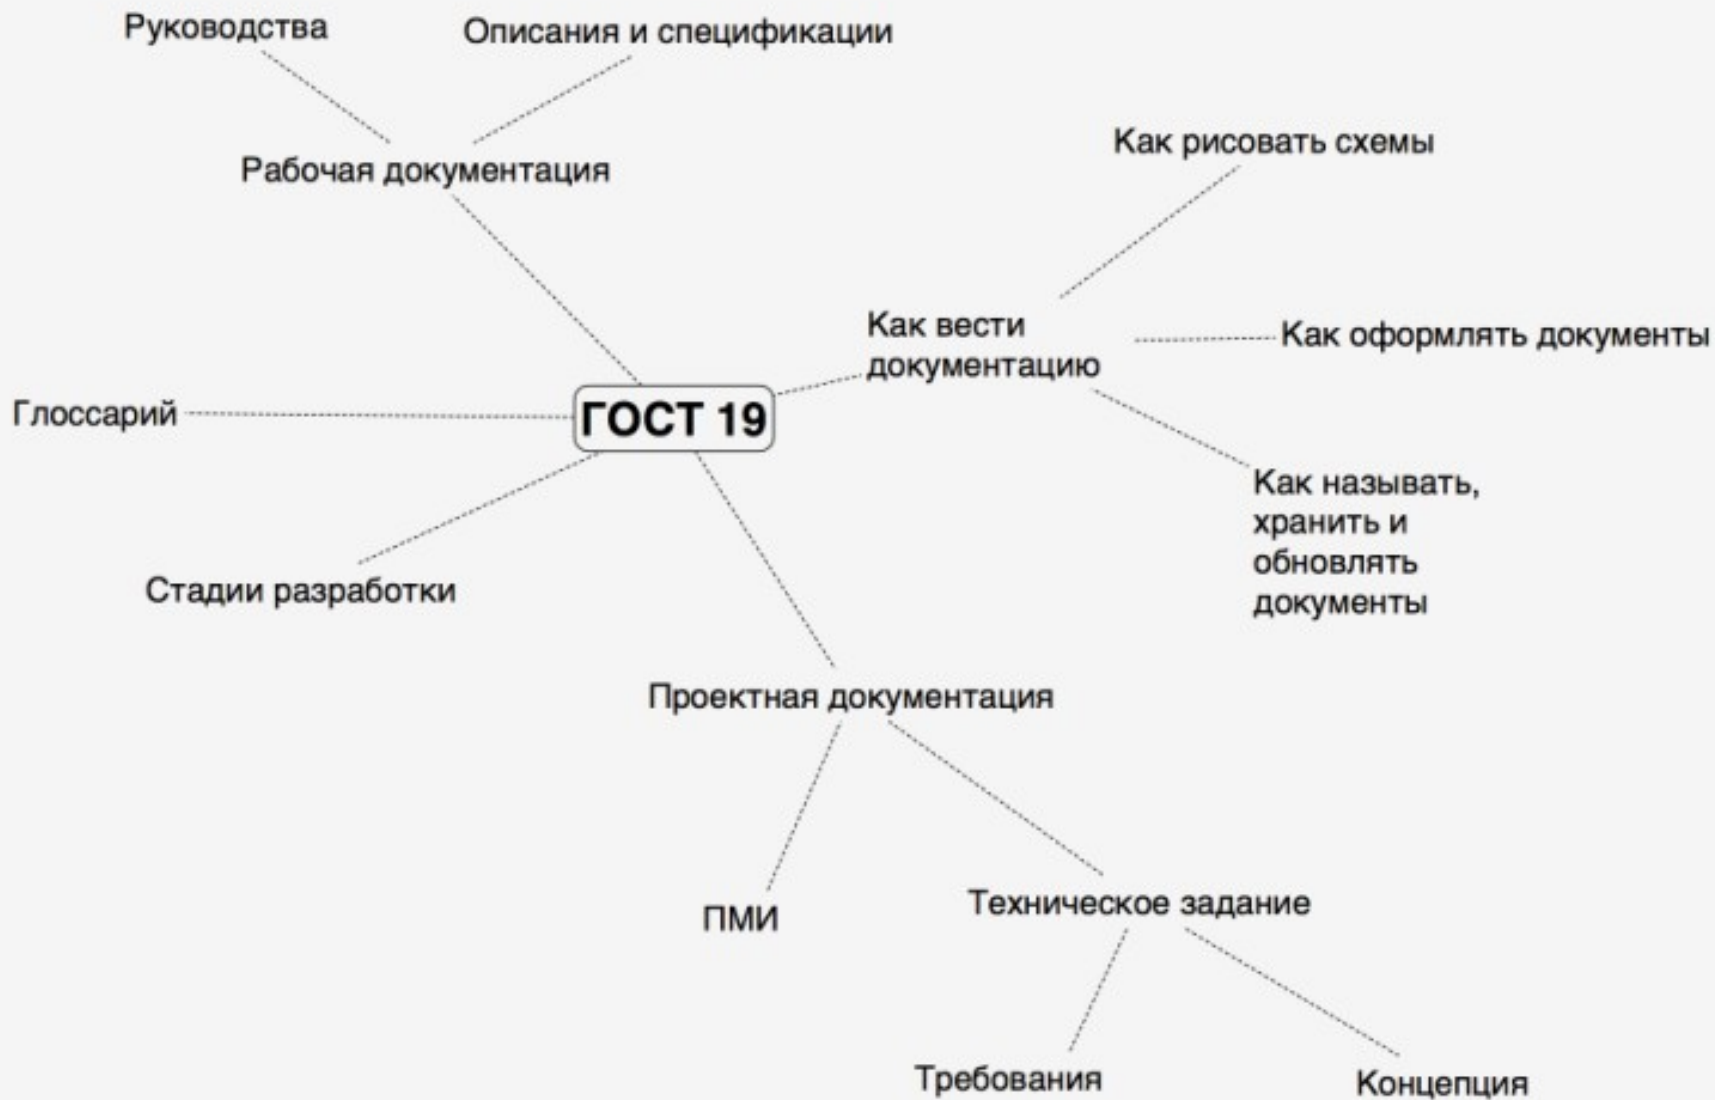 Руководства
Описания и спецификации
Рабочая документация
Как рисовать схемы
Как вести
документацию
Как оформлять документы
Глоссарий
ГОСТ 19
Как называть,
хранить и
обновлять
документы
Стадии разработки
Проектная документация
ПМИ
Техническое задание
Требования
Концепция